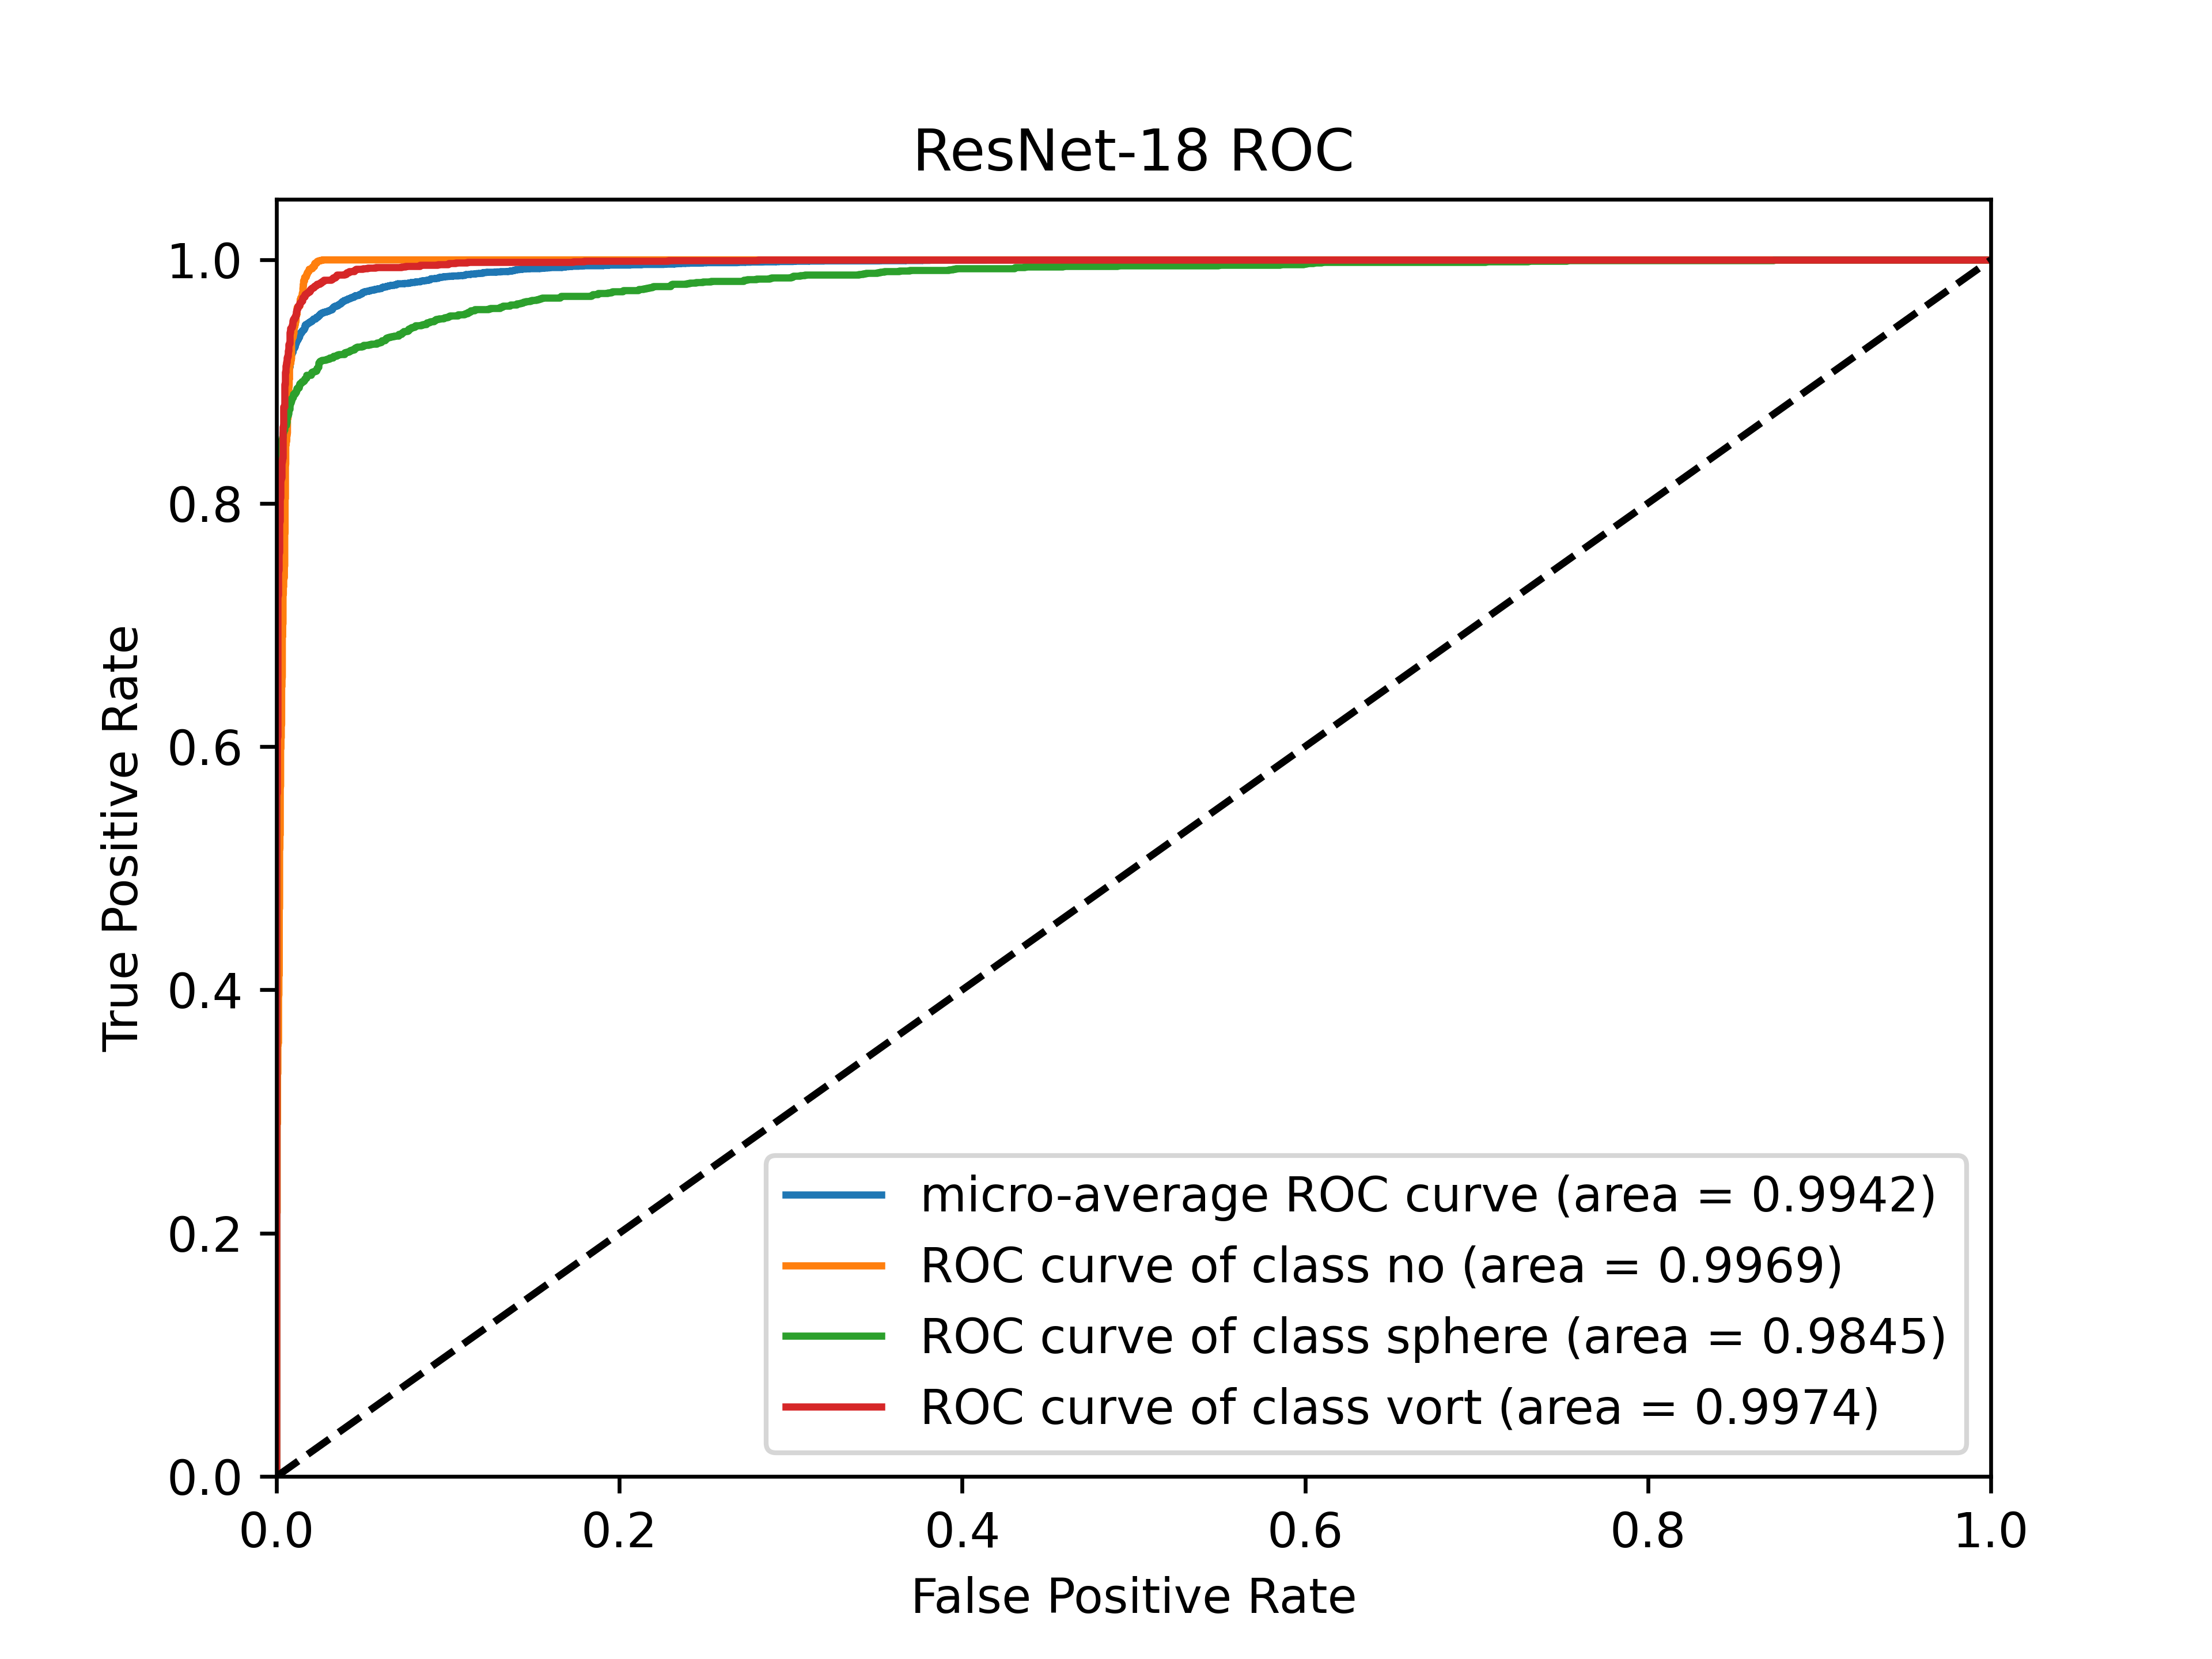 ResNet-18 ROC
1.0
0.8
0.6
0.4
0.2
0.0
True Positive Rate
micro-average ROC curve (area = 0.9942)
ROC curve of class no (area = 0.9969)
ROC curve of class sphere (area = 0.9845)
ROC curve of class vort (area = 0.9974)
0.0 0.2 0.4 0.6 0.8 1.0
False Positive Rate